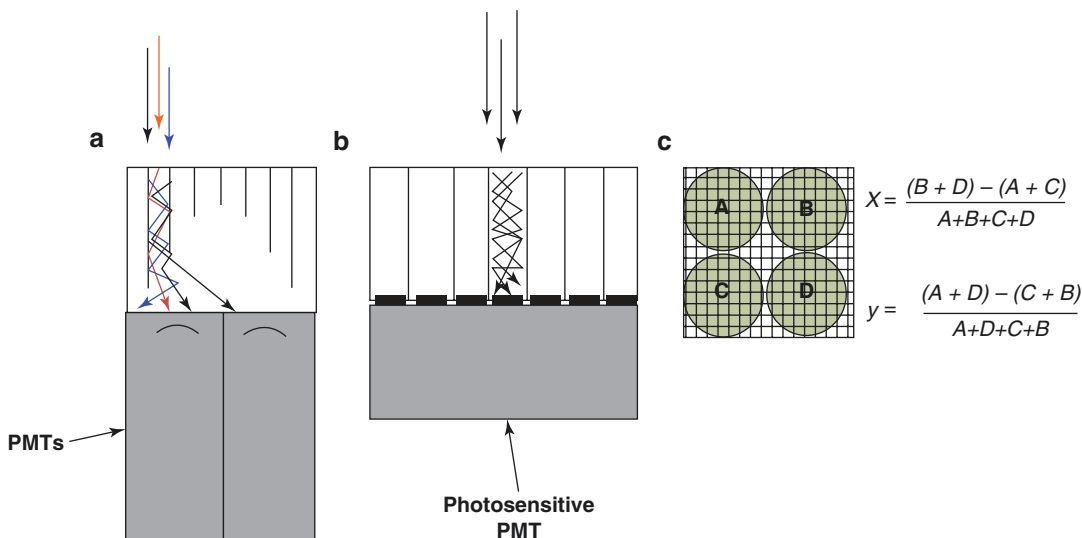 a
b
c
A
B
C
D
X = (B + D) – (A + C) / A+B+C+D
y = (A + D) – (C + B) / A+D+C+B
PMTs
Photosensitive
PMT